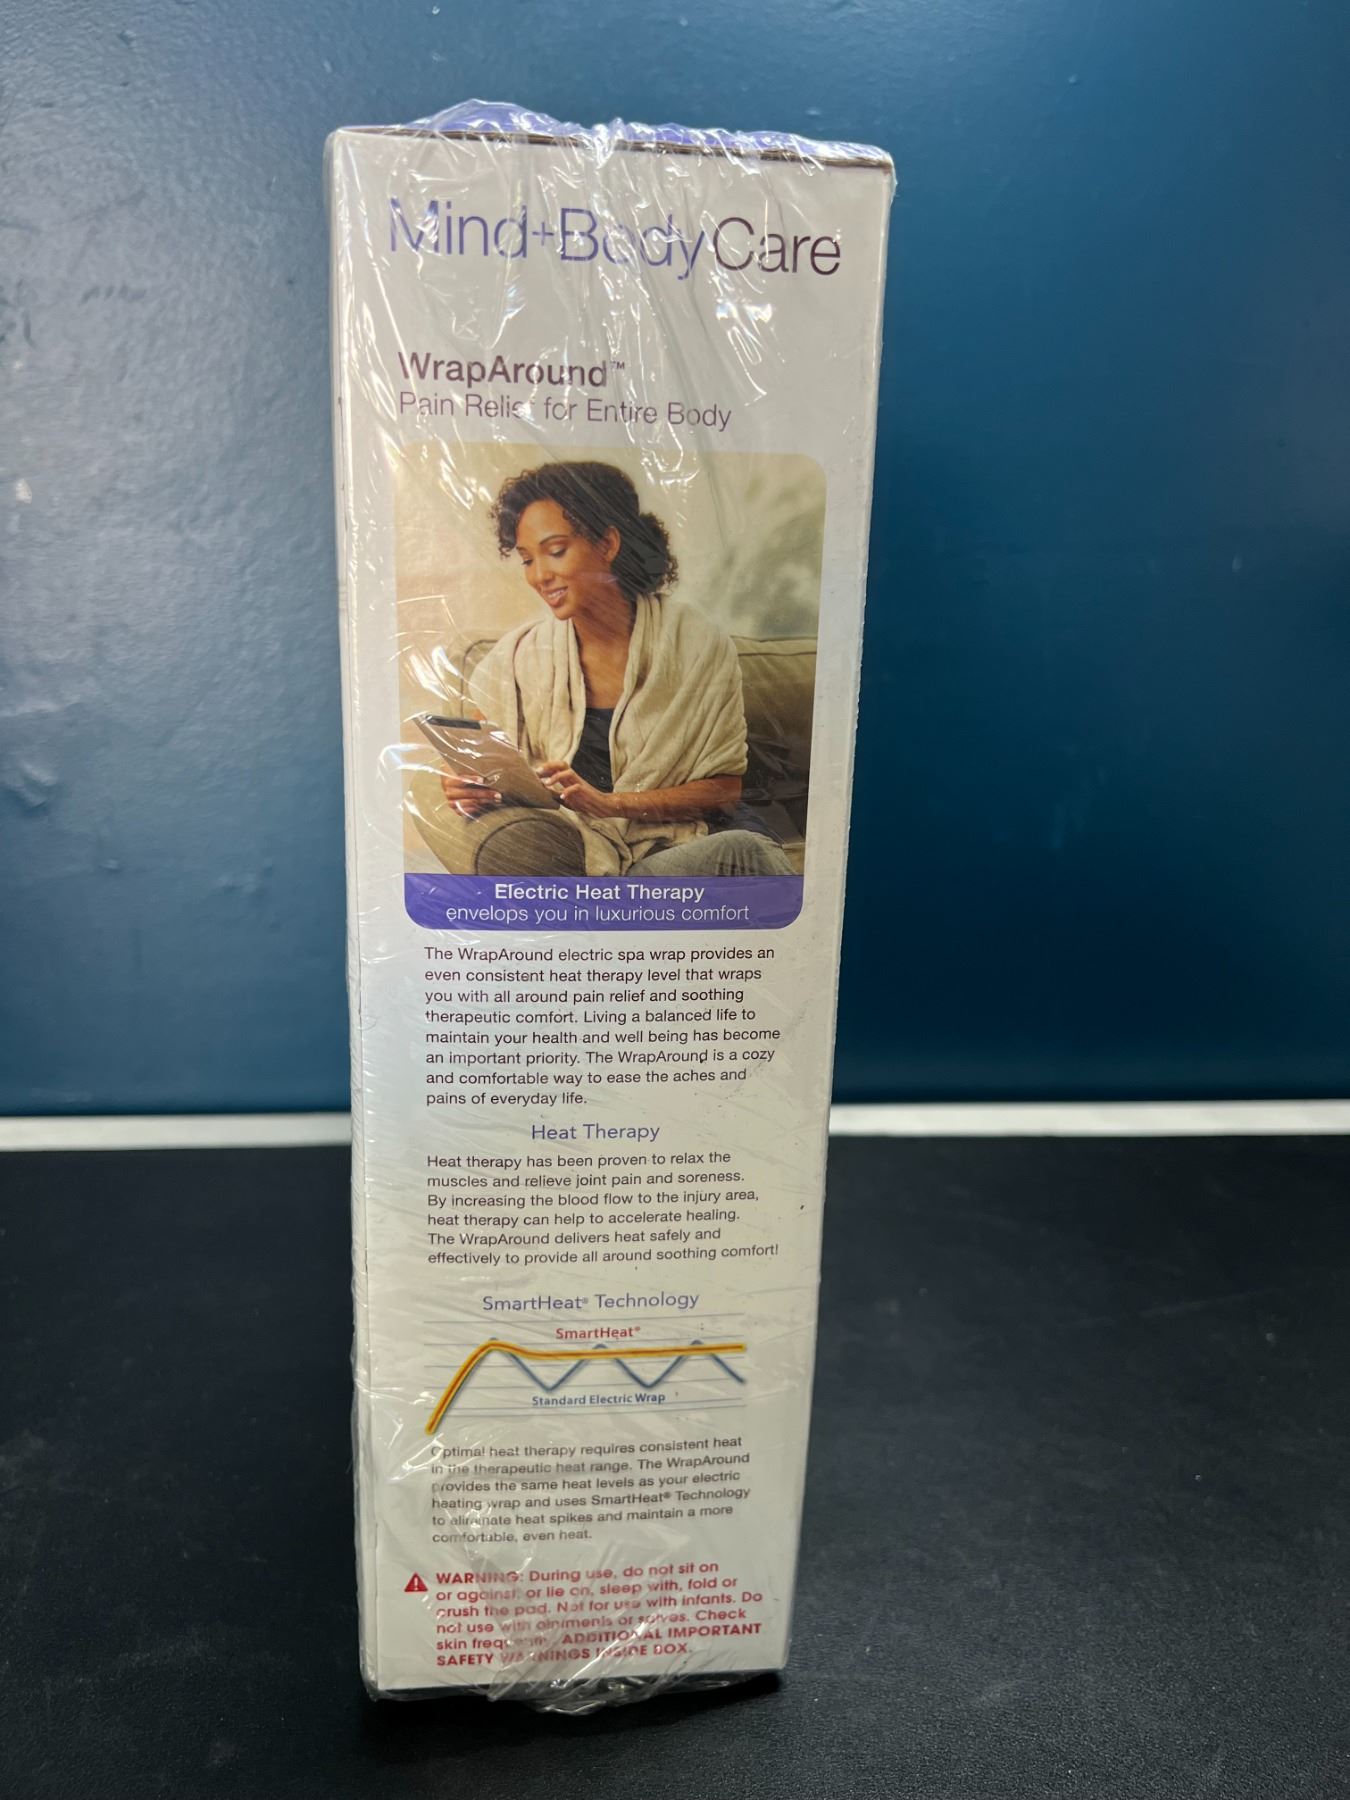 Mind+BodyCare
WrapAround™
Pain Relief for Entire Body
Electric Heat Therapy
envelops you in luxurious comfort
The WrapAround electric spa wrap provides an
even consistent heat therapy level that wraps
you with all around pain relief and soothing
therapeutic comfort. Living a balanced life to
maintain your health and well being has become
an important priority. The WrapAround is a cozy
and comfortable way to ease the aches and
pains of everyday life.
Heat Therapy
Heat therapy has been proven to relax the
muscles and relieve joint pain and soreness.
By increasing the blood flow to the injury area,
heat therapy can help to accelerate healing.
The WrapAround delivers heat safely and
effectively to provide all around soothing comfort!
SmartHeat® Technology
SmartHeat®
Standard Electric Wrap
Optimal heat therapy requires consistent heat
in the therapeutic heat range. The WrapAround
provides the same heat levels as your electric
heating wrap and uses SmartHeat® Technology
to eliminate heat spikes and maintain a more
comfortable, even heat.
WARNING: During use, do not sit on
or against, or lie on, sleep with, fold or
crush the pad. Not for use with infants. Do
not use with ointments or salves. Check
skin frequently. ADDITIONAL IMPORTANT
SAFETY WARNINGS INSIDE BOX.